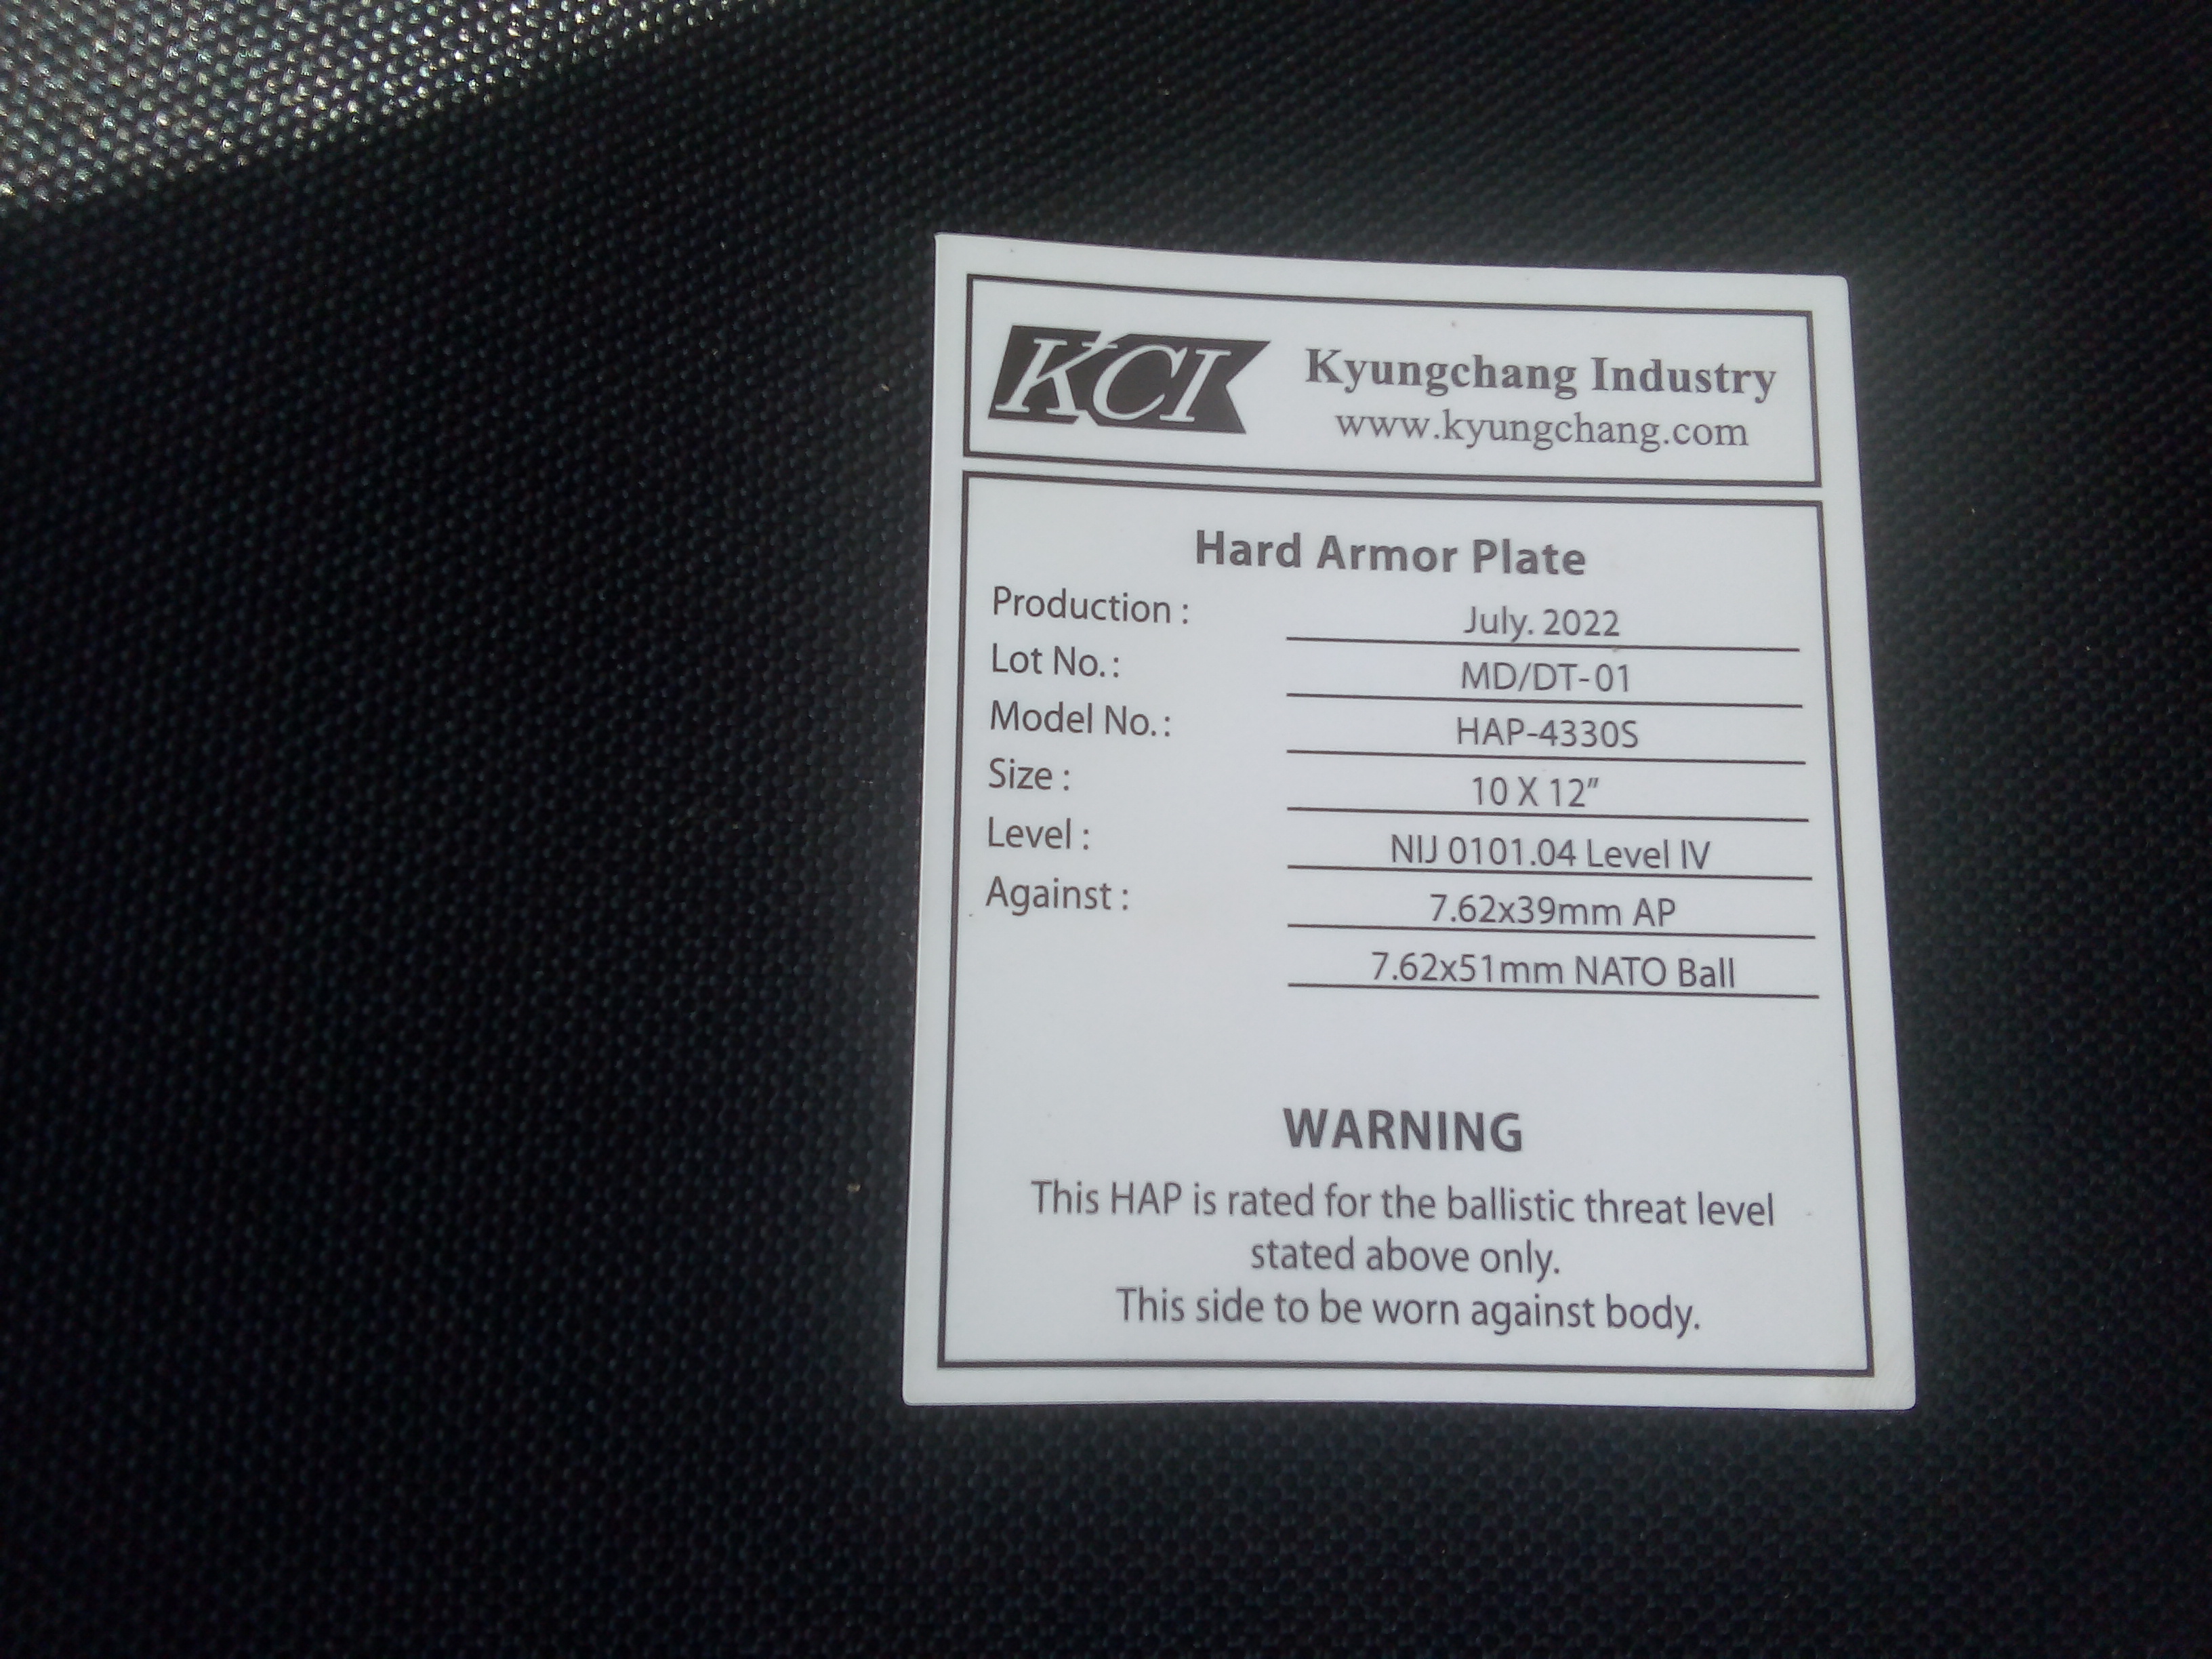 KCI
Kyungchang Industry
www.kyungchang.com
Hard Armor Plate
Production : July. 2022
Lot No.: MD/DT-01
Model No.: HAP-4330S
Size : 10 X 12"
Level : NIJ 0101.04 Level IV
Against : 7.62x39mm AP
7.62x51mm NATO Ball
WARNING
This HAP is rated for the ballistic threat level
stated above only.
This side to be worn against body.